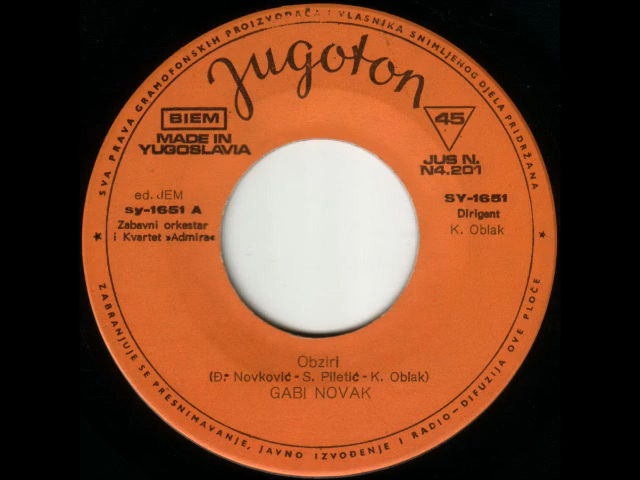 SVA PRAVA GRAMOFONSKIH PROIZVOĐAČA I VLASNIKA SNIMLJENOG DJELA PRIDRŽANA
Jugoton
BIEM
MADE IN
YUGOSLAVIA
45
JUS N.
N4.201
ed. JEM
sy-1651 A
Zabavni orkestar
i Kvartet »Admira«
SY-1651
Dirigent
K. Oblak
Obziri
(Đ. Novković - S. Piletić - K. Oblak)
GABI NOVAK
ZABRANJUJE SE PRESNIMAVANJE, JAVNO IZVOĐENJE I RADIO-DIFUZIJA OVE PLOČE